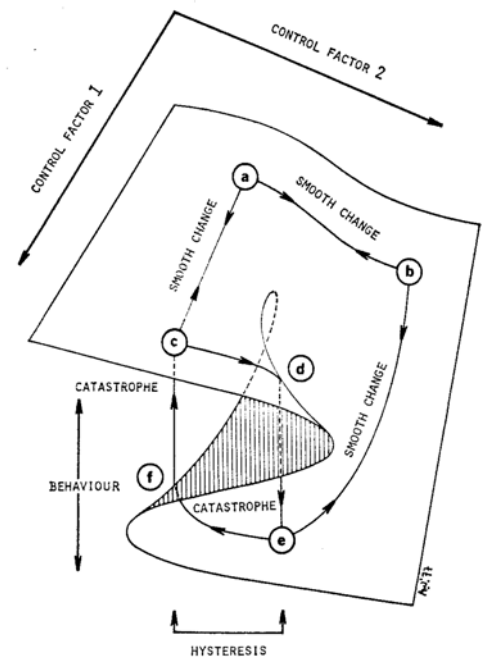 CONTROL FACTOR 2
CONTROL FACTOR 1
a
SMOOTH CHANGE
b
SMOOTH CHANGE
c
d
CATASTROPHE
SMOOTH CHANGE
f
BEHAVIOUR
CATASTROPHE
e
HYSTERESIS